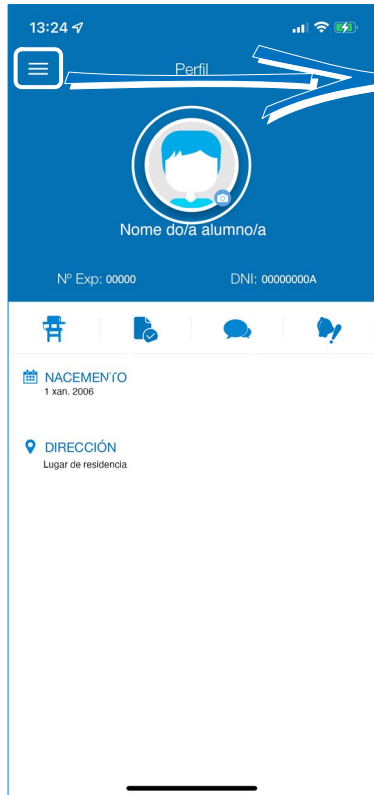 13:24
Perfil
Nome do/a alumno/a
Nº Exp: 00000 DNI: 00000000A
NACEMENTO
1 xan. 2006
DIRECCIÓN
Lugar de residencia